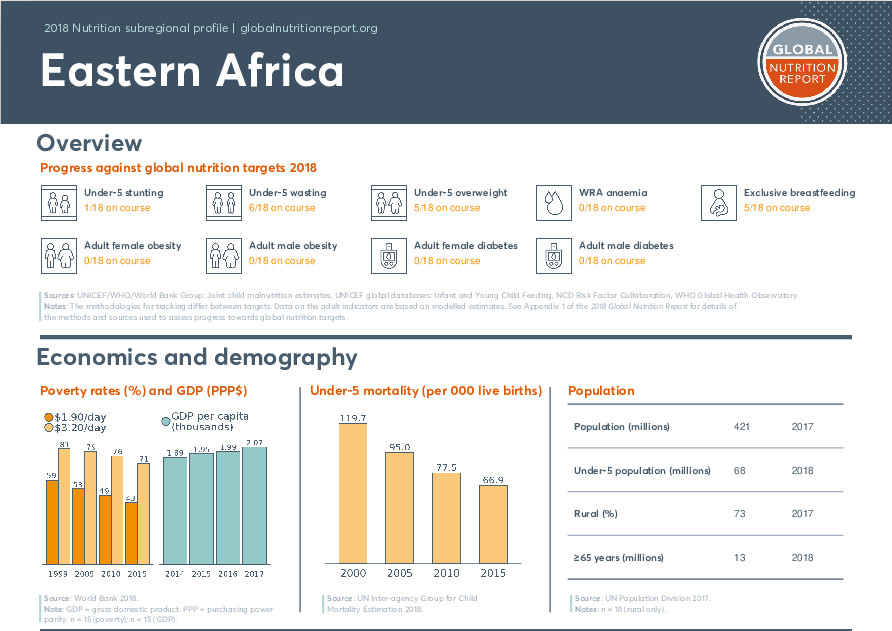 2018 Nutrition subregional profile | globalnutritionreport.org
Eastern Africa
GLOBAL
NUTRITION
REPORT
Overview
Progress against global nutrition targets 2018
Under-5 stunting
1/18 on course
Under-5 wasting
6/18 on course
Under-5 overweight
5/18 on course
WRA anaemia
0/18 on course
Exclusive breastfeeding
5/18 on course
Adult female obesity
0/18 on course
Adult male obesity
0/18 on course
Adult female diabetes
0/18 on course
Adult male diabetes
0/18 on course
Sources: UNICEF/WHO/World Bank Group: Joint child malnutrition estimates, UNICEF global databases: Infant and Young Child Feeding, NCD Risk Factor Collaboration, WHO Global Health Observatory.
Notes: The methodologies for tracking differ between targets. Data on the adult indicators are based on modelled estimates. See Appendix 1 of the 2018 Global Nutrition Report for details of
the methods and sources used to assess progress towards global nutrition targets.
Economics and demography
Poverty rates (%) and GDP (PPP$)
$1.90/day
$3.20/day
GDP per capita
(thousands)
59 81 53 79 49 76 43 71
1.89 1.95 1.99 2.07
1999 2005 2010 2015
2014 2015 2016 2017
Source: World Bank 2018.
Note: GDP = gross domestic product. PPP = purchasing power
parity. n = 15 (poverty); n = 15 (GDP).
Under-5 mortality (per 000 live births)
119.7
95.0
77.5
66.9
2000 2005 2010 2015
Source: UN Inter-agency Group for Child
Mortality Estimation 2018.
Population
Population (millions) 421 2017
Under-5 population (millions) 68 2018
Rural (%) 73 2017
≥65 years (millions) 13 2018
Source: UN Population Division 2017.
Notes: n = 18 (rural only).